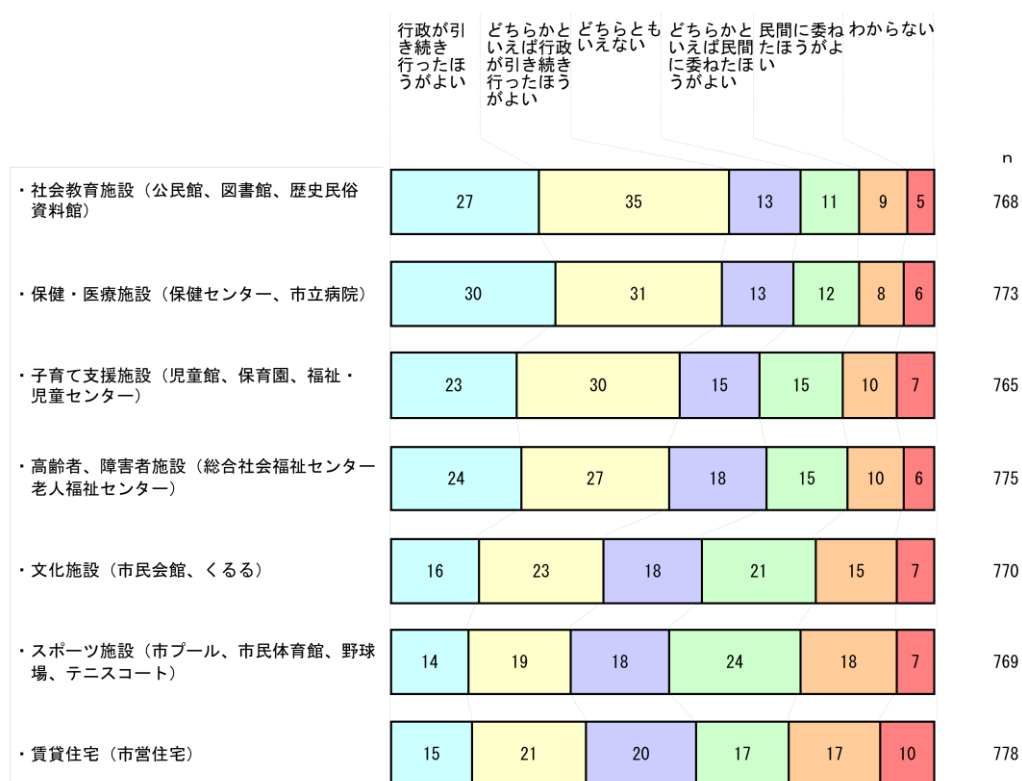 行政が引
き続き
行ったほ
うがよい
どちらかと
いえば行政
が引き続き
行ったほう
がよい
どちらとも
いえない
どちらかと
いえば民間
に委ねたほ
うがよい
民間に委ね
たほうがよ
い
わからない
n
・社会教育施設（公民館、図書館、歴史民俗
資料館）
27 35 13 11 9 5 768
・保健・医療施設（保健センター、市立病院）
30 31 13 12 8 6 773
・子育て支援施設（児童館、保育園、福祉・
児童センター）
23 30 15 15 10 7 765
・高齢者、障害者施設（総合社会福祉センター
老人福祉センター）
24 27 18 15 10 6 775
・文化施設（市民会館、くるる）
16 23 18 21 15 7 770
・スポーツ施設（市プール、市民体育館、野球
場、テニスコート）
14 19 18 24 18 7 769
・賃貸住宅（市営住宅）
15 21 20 17 17 10 778